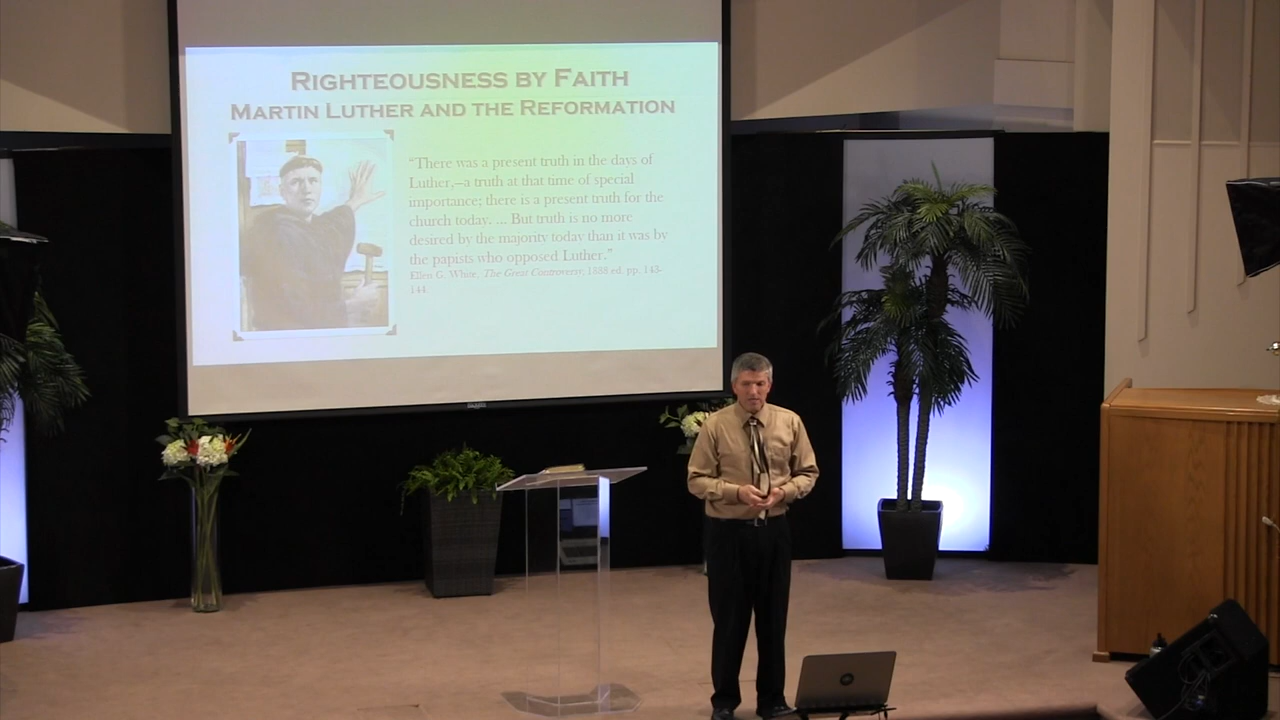 RIGHTEOUSNESS BY FAITH
MARTIN LUTHER AND THE REFORMATION
“There was a present truth in the days of
Luther,—a truth at that time of special
importance; there is a present truth for the
church today. ... But truth is no more
desired by the majority today than it was by
the papists who opposed Luther.”
Ellen G. White, The Great Controversy, 1888 ed. pp. 143-
144.